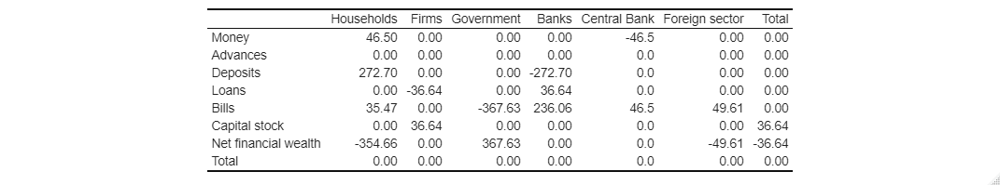 Households Firms Government Banks Central Bank Foreign sector Total
Money 46.50 0.00 0.00 0.00 -46.5 0.00 0.00
Advances 0.00 0.00 0.00 0.00 0.0 0.00 0.00
Deposits 272.70 0.00 0.00 -272.70 0.0 0.00 0.00
Loans 0.00 -36.64 0.00 36.64 0.0 0.00 0.00
Bills 35.47 0.00 -367.63 236.06 46.5 49.61 0.00
Capital stock 0.00 36.64 0.00 0.00 0.0 0.00 36.64
Net financial wealth -354.66 0.00 367.63 0.00 0.0 -49.61 -36.64
Total 0.00 0.00 0.00 0.00 0.0 0.00 0.00